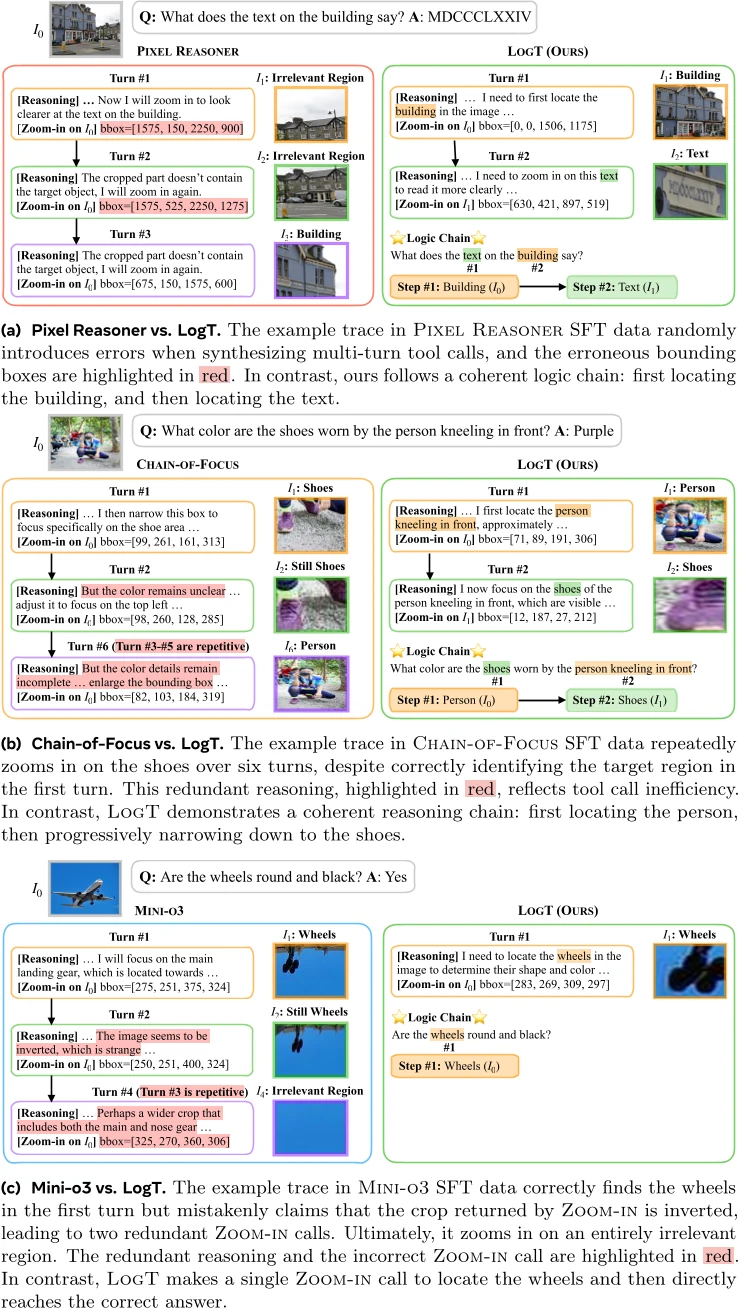 I0
Q: What does the text on the building say? A: MDCCCLXXIV
PIXEL REASONER
Turn #1
[Reasoning] … Now I will zoom in to look
clearer at the text on the building.
[Zoom-in on I0] bbox=[1575, 150, 2250, 900]
I1: Irrelevant Region
Turn #2
[Reasoning] The cropped part doesn’t contain
the target object, I will zoom in again.
[Zoom-in on I0] bbox=[1575, 525, 2250, 1275]
I2: Irrelevant Region
Turn #3
[Reasoning] The cropped part doesn’t contain
the target object, I will zoom in again.
[Zoom-in on I0] bbox=[675, 150, 1575, 600]
I3: Building
LOGT (OURS)
Turn #1
[Reasoning] … I need to first locate the
building in the image …
[Zoom-in on I0] bbox=[0, 0, 1506, 1175]
I1: Building
Turn #2
[Reasoning] … I need to zoom in on this text
to read it more clearly …
[Zoom-in on I1] bbox=[630, 421, 897, 519]
I2: Text
Logic Chain
What does the text on the building say?
#1 #2
Step #1: Building (I0) Step #2: Text (I1)
(a) Pixel Reasoner vs. LogT. The example trace in PIXEL REASONER SFT data randomly
introduces errors when synthesizing multi-turn tool calls, and the erroneous bounding
boxes are highlighted in red. In contrast, ours follows a coherent logic chain: first locating
the building, and then locating the text.
I0
Q: What color are the shoes worn by the person kneeling in front? A: Purple
CHAIN-OF-FOCUS
Turn #1
[Reasoning] … I then narrow this box to
focus specifically on the shoe area …
[Zoom-in on I0] bbox=[99, 261, 161, 313]
I1: Shoes
Turn #2
[Reasoning] But the color remains unclear …
adjust it to focus on the top left …
[Zoom-in on I0] bbox=[98, 260, 128, 285]
I2: Still Shoes
Turn #6 (Turn #3-#5 are repetitive)
[Reasoning] But the color details remain
incomplete … enlarge the bounding box …
[Zoom-in on I0] bbox=[82, 103, 184, 319]
I6: Person
LOGT (OURS)
Turn #1
[Reasoning] … I first locate the person
kneeling in front, approximately …
[Zoom-in on I0] bbox=[71, 89, 191, 306]
I1: Person
Turn #2
[Reasoning] I now focus on the shoes of the
person kneeling in front, which are visible …
[Zoom-in on I1] bbox=[12, 187, 27, 212]
I2: Shoes
Logic Chain
What color are the shoes worn by the person kneeling in front?
#1 #2
Step #1: Person (I0) Step #2: Shoes (I1)
(b) Chain-of-Focus vs. LogT. The example trace in CHAIN-OF-FOCUS SFT data repeatedly
zooms in on the shoes over six turns, despite correctly identifying the target region in
the first turn. This redundant reasoning, highlighted in red, reflects tool call inefficiency.
In contrast, LOGT demonstrates a coherent reasoning chain: first locating the person,
then progressively narrowing down to the shoes.
I0
Q: Are the wheels round and black? A: Yes
MINI-O3
Turn #1
[Reasoning] … I will focus on the main
landing gear, which is located towards …
[Zoom-in on I0] bbox=[275, 251, 375, 324]
I1: Wheels
Turn #2
[Reasoning] … The image seems to be
inverted, which is strange …
[Zoom-in on I0] bbox=[250, 251, 400, 324]
I2: Still Wheels
Turn #4 (Turn #3 is repetitive)
[Reasoning] … Perhaps a wider crop that
includes both the main and nose gear …
[Zoom-in on I0] bbox=[325, 270, 360, 306]
I4: Irrelevant Region
LOGT (OURS)
Turn #1
[Reasoning] I need to locate the wheels in the
image to determine their shape and color …
[Zoom-in on I0] bbox=[283, 269, 309, 297]
I1: Wheels
Logic Chain
Are the wheels round and black?
#1
Step #1: Wheels (I0)
(c) Mini-o3 vs. LogT. The example trace in MINI-O3 SFT data correctly finds the wheels
in the first turn but mistakenly claims that the crop returned by ZOOM-IN is inverted,
leading to two redundant ZOOM-IN calls. Ultimately, it zooms in on an entirely irrelevant
region. The redundant reasoning and the incorrect ZOOM-IN call are highlighted in red.
In contrast, LOGT makes a single ZOOM-IN call to locate the wheels and then directly
reaches the correct answer.